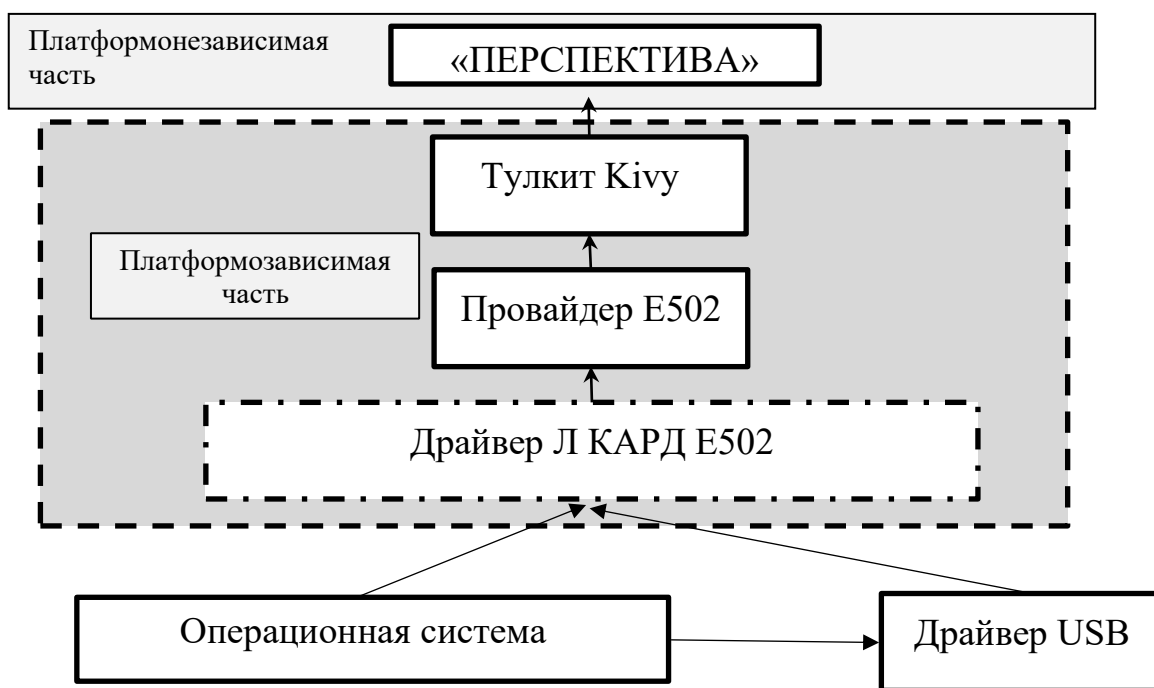 Платформонезависимая
часть
«ПЕРСПЕКТИВА»
Тулкит Kivy
Платформозависимая
часть
Провайдер E502
Драйвер Л КАРД E502
Операционная система
Драйвер USB